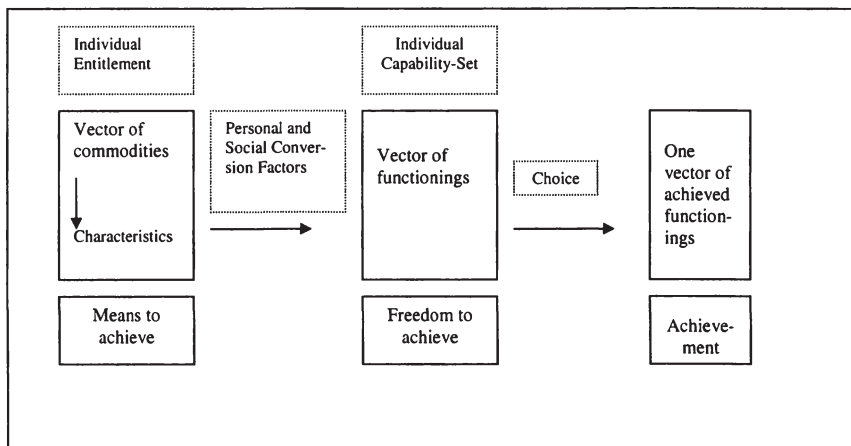 Individual
Entitlement
Individual
Capability-Set
Vector of
commodities
Characteristics
Personal and
Social Conver-
sion Factors
Vector of
functionings
Choice
One
vector of
achieved
function-
ings
Means to
achieve
Freedom to
achieve
Achieve-
ment